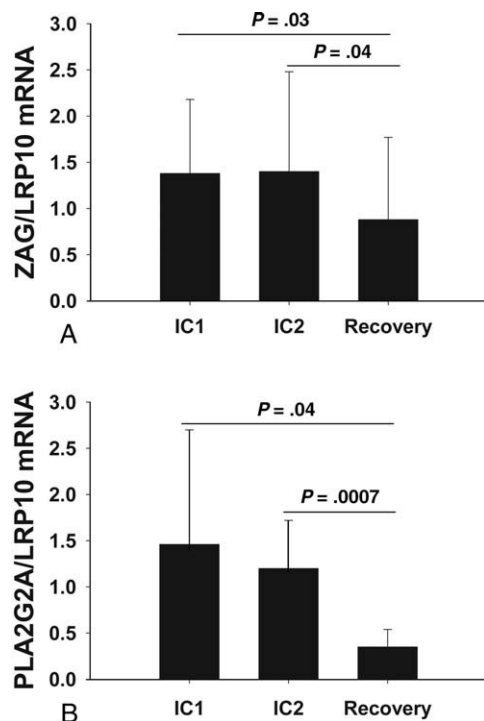 P = .03
P = .04
ZAG/LRP10 mRNA
3.0
2.5
2.0
1.5
1.0
0.5
0.0
IC1 IC2 Recovery
A
P = .04
P = .0007
PLA2G2A/LRP10 mRNA
3.0
2.5
2.0
1.5
1.0
0.5
0.0
IC1 IC2 Recovery
B